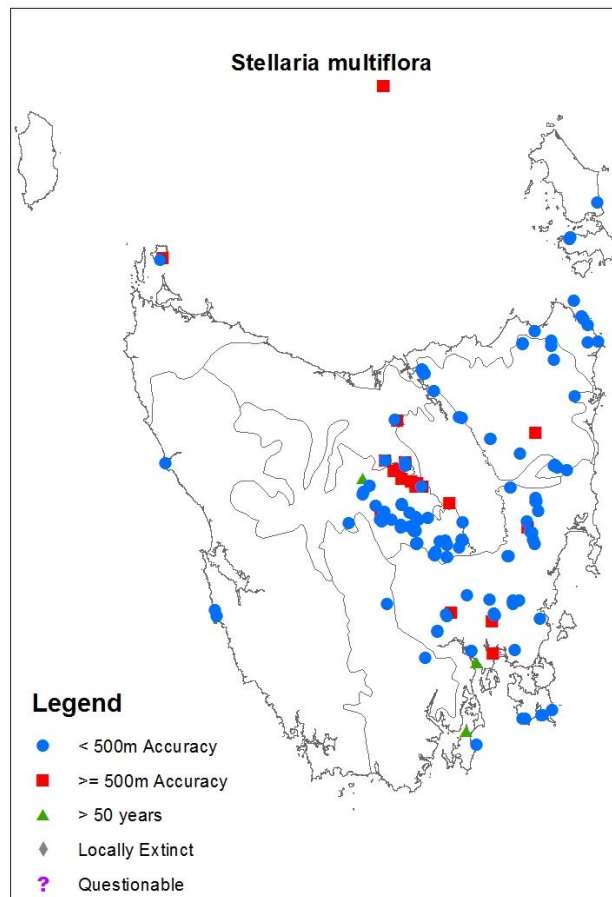 Stellaria multiflora
Legend
< 500m Accuracy
>= 500m Accuracy
> 50 years
Locally Extinct
? Questionable